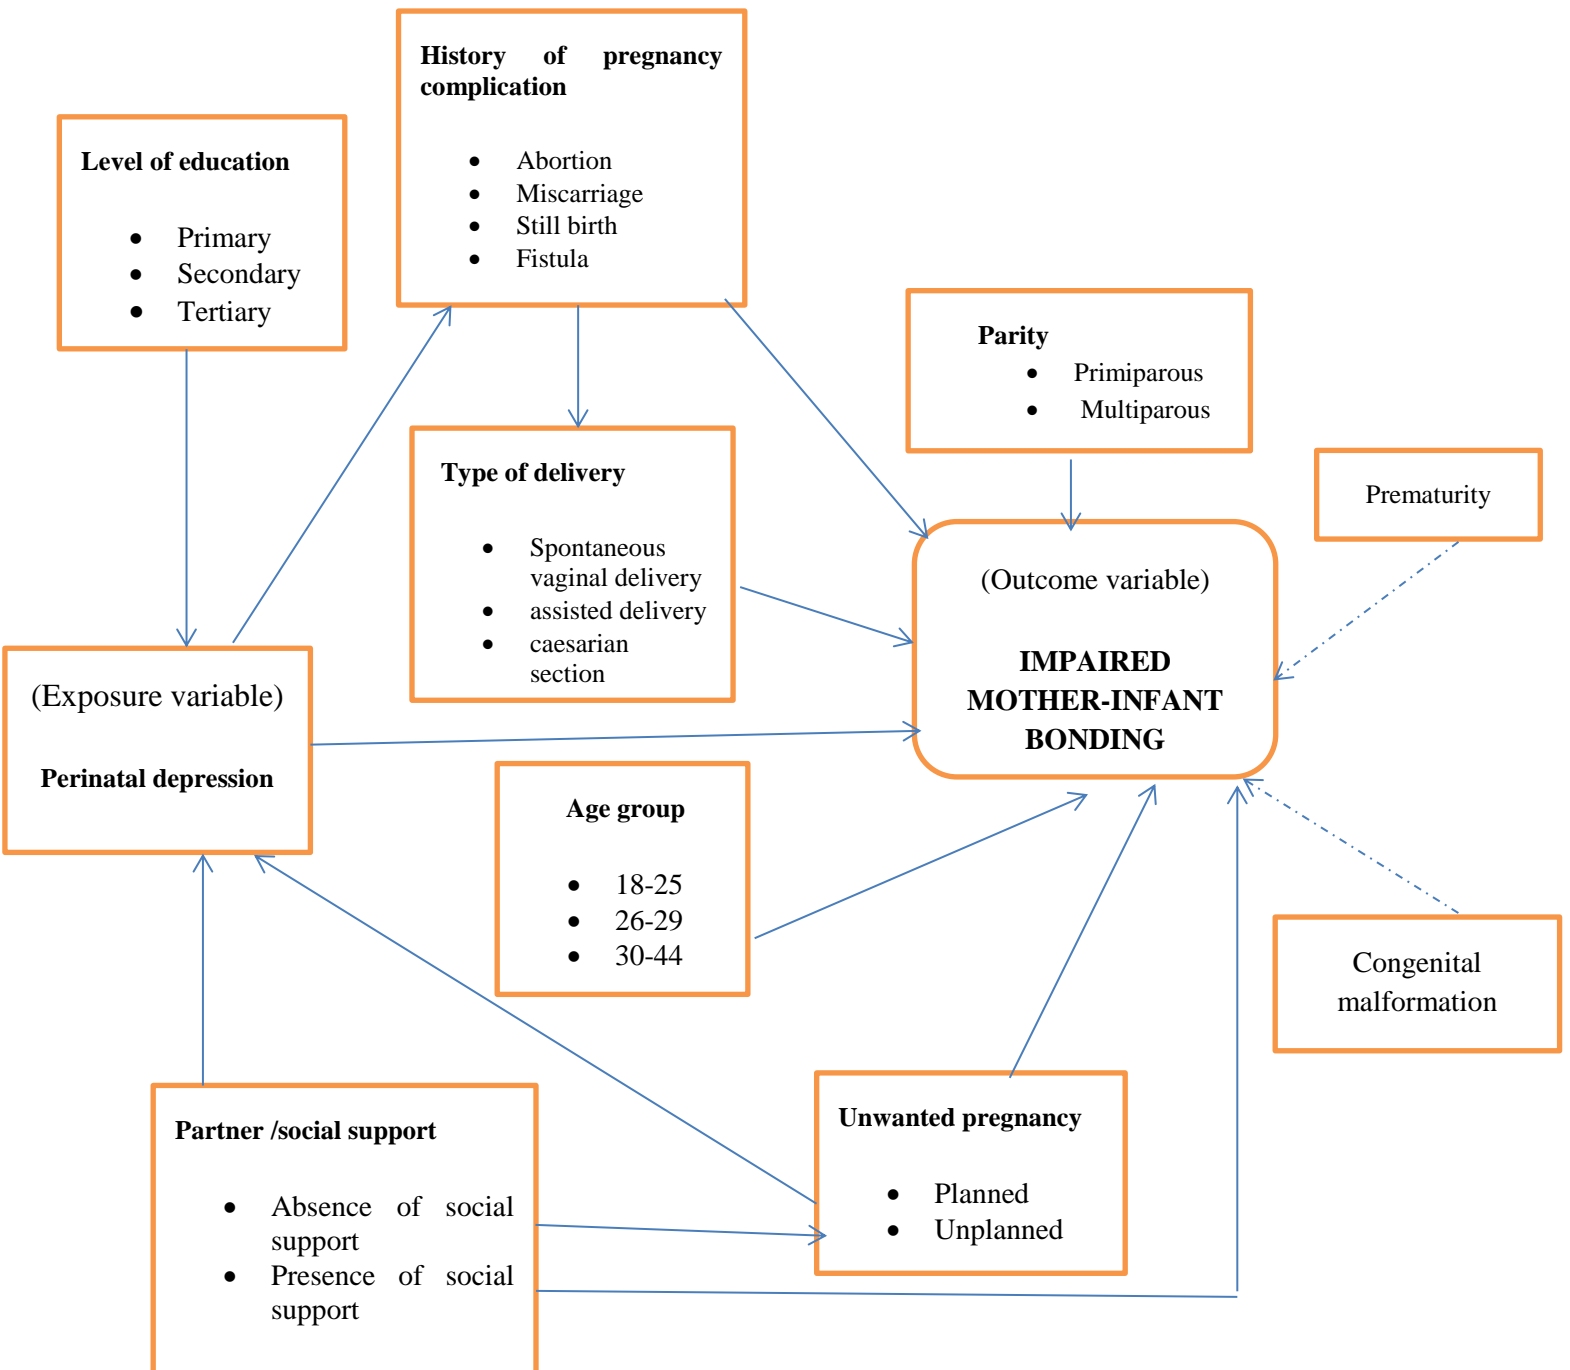 History of pregnancy
complication
• Abortion
• Miscarriage
• Still birth
• Fistula
Level of education
• Primary
• Secondary
• Tertiary
Parity
• Primiparous
• Multiparous
Type of delivery
• Spontaneous
vaginal delivery
• assisted delivery
• caesarian
section
Prematurity
(Outcome variable)
IMPAIRED
MOTHER-INFANT
BONDING
(Exposure variable)
Perinatal depression
Age group
• 18-25
• 26-29
• 30-44
Congenital
malformation
Partner /social support
• Absence of social
support
• Presence of social
support
Unwanted pregnancy
• Planned
• Unplanned